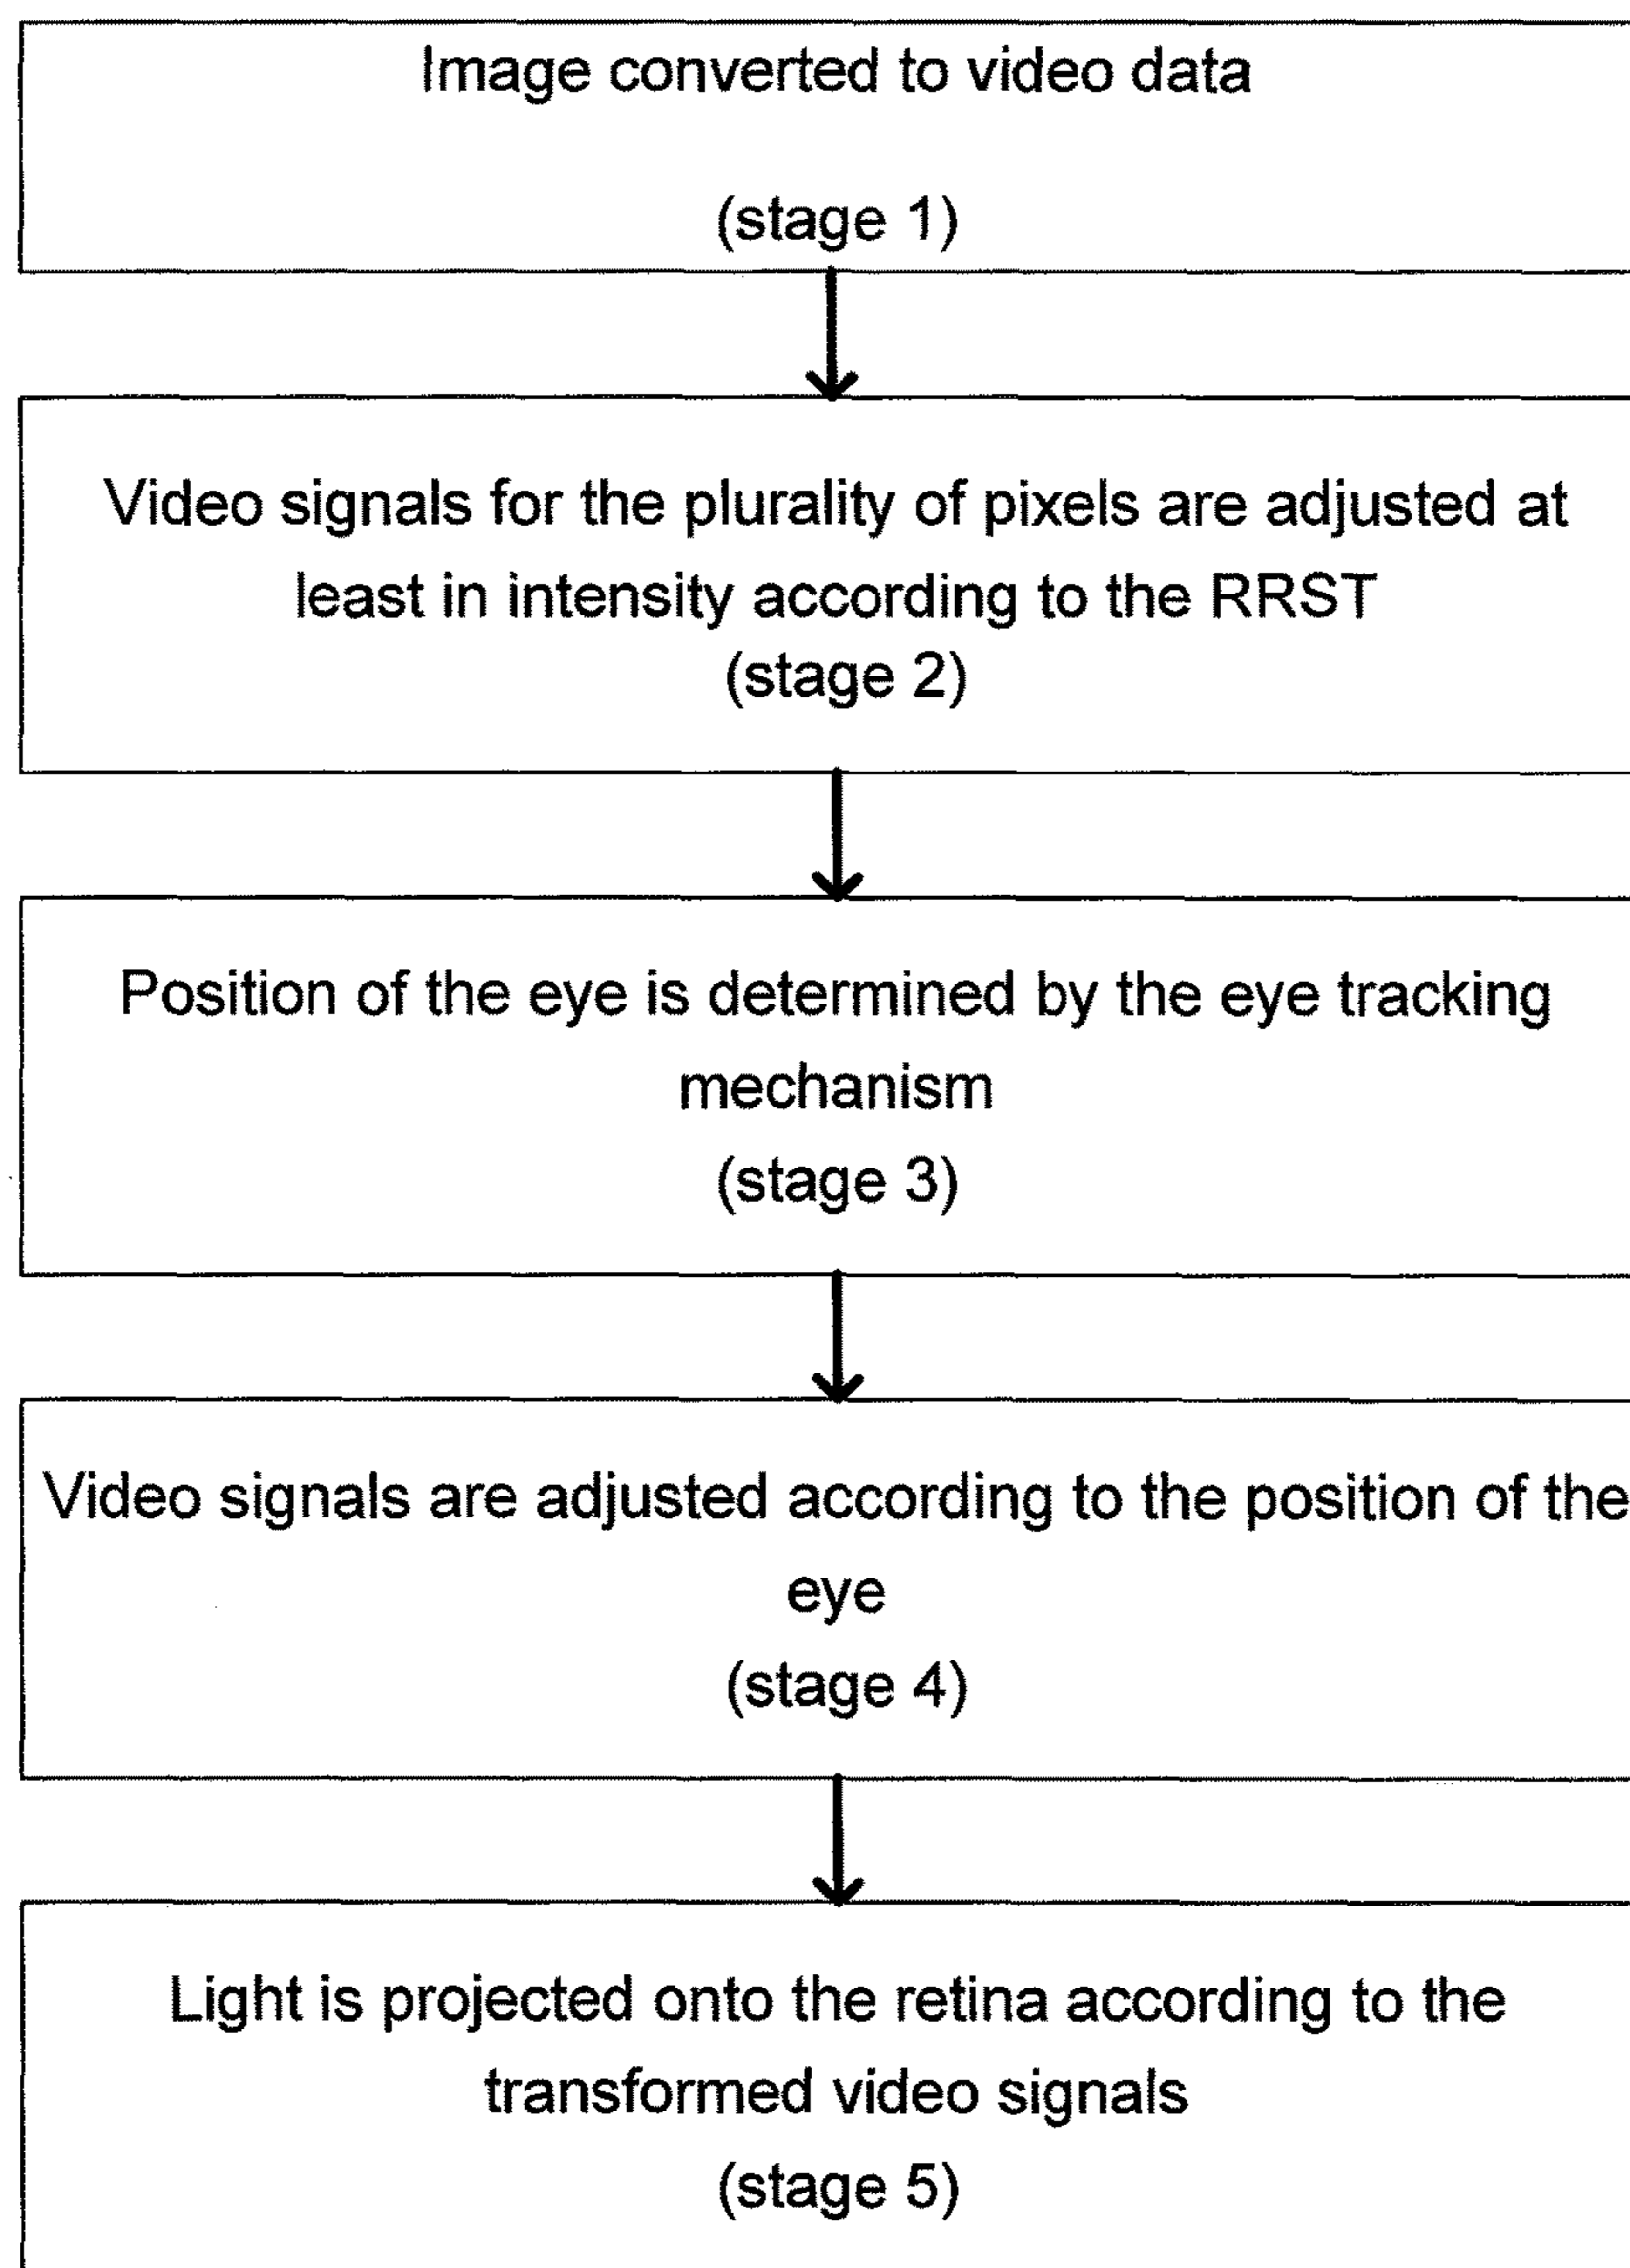 Image converted to video data
(stage 1)
Video signals for the plurality of pixels are adjusted at
least in intensity according to the RRST
(stage 2)
Position of the eye is determined by the eye tracking
mechanism
(stage 3)
Video signals are adjusted according to the position of the
eye
(stage 4)
Light is projected onto the retina according to the
transformed video signals
(stage 5)